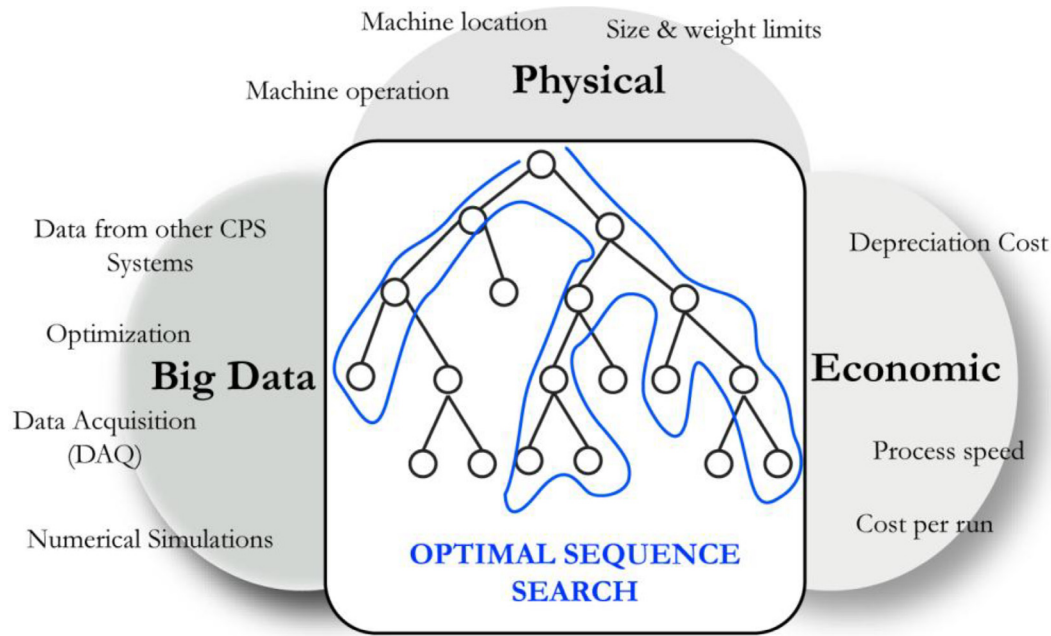 Machine location
Size & weight limits
Physical
Machine operation
Data from other CPS
Systems
Optimization
Big Data
Data Acquisition
(DAQ)
Numerical Simulations
Depreciation Cost
Economic
Process speed
Cost per run
OPTIMAL SEQUENCE
SEARCH